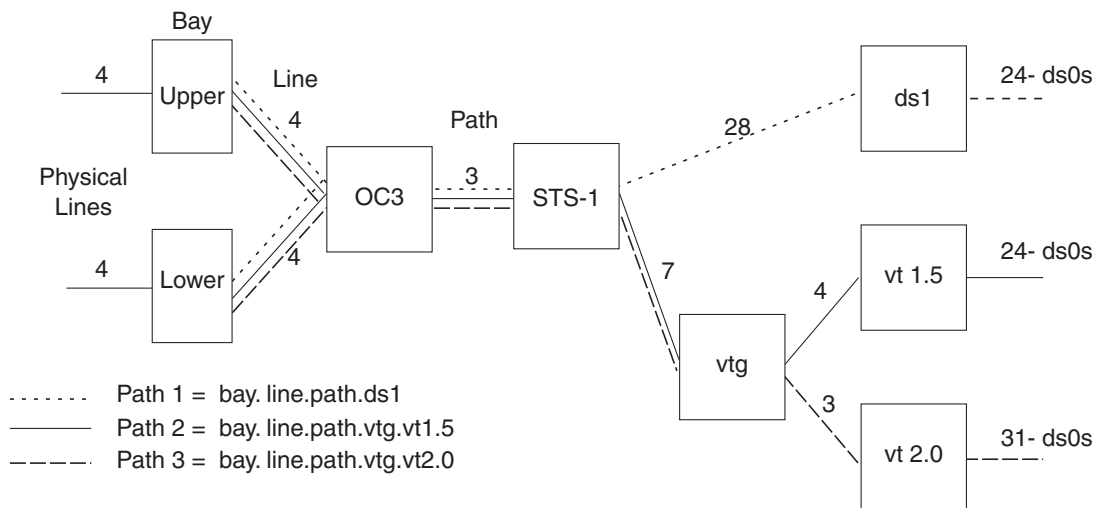 Bay
4
Upper
Line
4
Path
28
ds1
24- ds0s
Physical
Lines
OC3
3
STS-1
4
Lower
4
7
vtg
4
vt 1.5
24- ds0s
3
vt 2.0
31- ds0s
Path 1 = bay. line.path.ds1
Path 2 = bay. line.path.vtg.vt1.5
Path 3 = bay. line.path.vtg.vt2.0